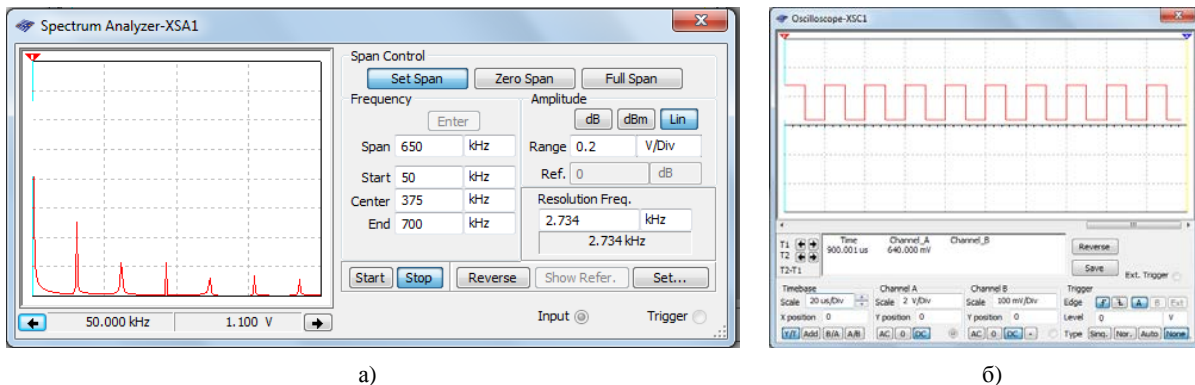 Spectrum Analyzer-XSA1
Span Control
Set Span Zero Span Full Span
Frequency
Enter
Span 650 kHz
Start 50 kHz
Center 375 kHz
End 700 kHz
Amplitude
dB dBm Lin
Range 0.2 V/Div
Ref. 0 dB
Resolution Freq.
2.734 kHz
2.734 kHz
Start Stop Reverse Show Refer. Set...
50.000 kHz 1.100 V
Input Trigger
а)
Oscilloscope-XSC1
Time Channel_A Channel_B
T1 900.001 us 640.000 mV
T2
T2-T1
Reverse
Save
Ext. Trigger
Timebase
Scale 20 us/Div
X position 0
Y/T Add B/A A/B
Channel A
Scale 2 V/Div
Y position 0
AC 0 DC
Channel B
Scale 100 mV/Div
Y position 0
AC 0 DC -
Trigger
Edge A B Ext
Level 0 V
Type Sing. Nor. Auto None
б)